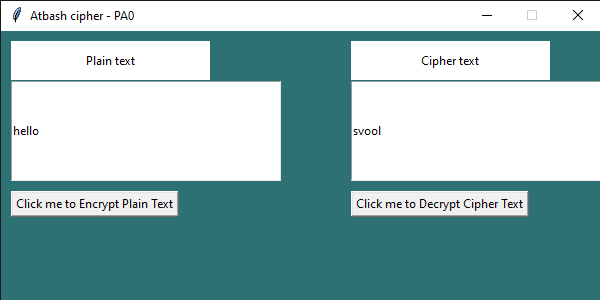 Atbash cipher - PA0
Plain text
Cipher text
hello
svool
Click me to Encrypt Plain Text
Click me to Decrypt Cipher Text